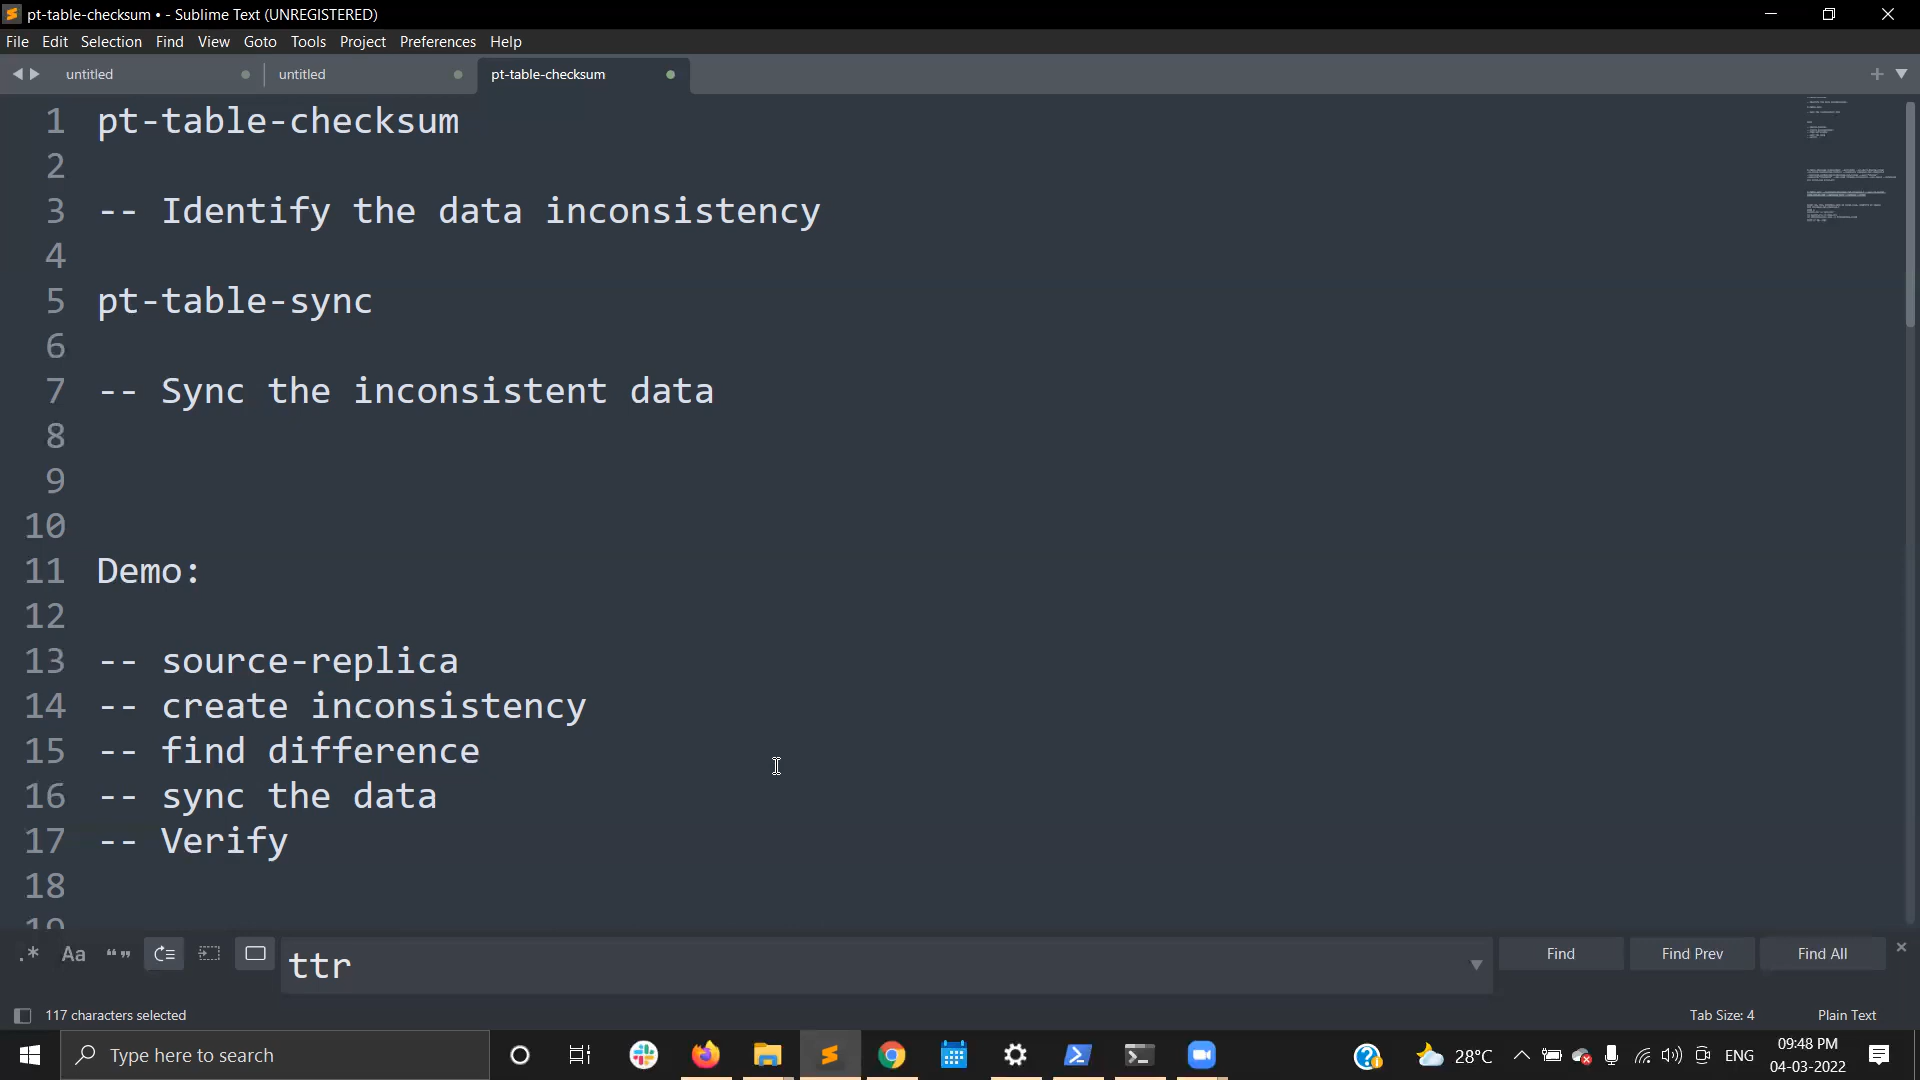 pt-table-checksum • - Sublime Text (UNREGISTERED)
File Edit Selection Find View Goto Tools Project Preferences Help
untitled untitled pt-table-checksum
1 pt-table-checksum
2
3 -- Identify the data inconsistency
4
5 pt-table-sync
6
7 -- Sync the inconsistent data
8
9
10
11 Demo:
12
13 -- source-replica
14 -- create inconsistency
15 -- find difference
16 -- sync the data
17 -- Verify
18
19
.* Aa “” ttr Find Find Prev Find All
117 characters selected Tab Size: 4 Plain Text
Type here to search 28°C ENG 09:48 PM
04-03-2022